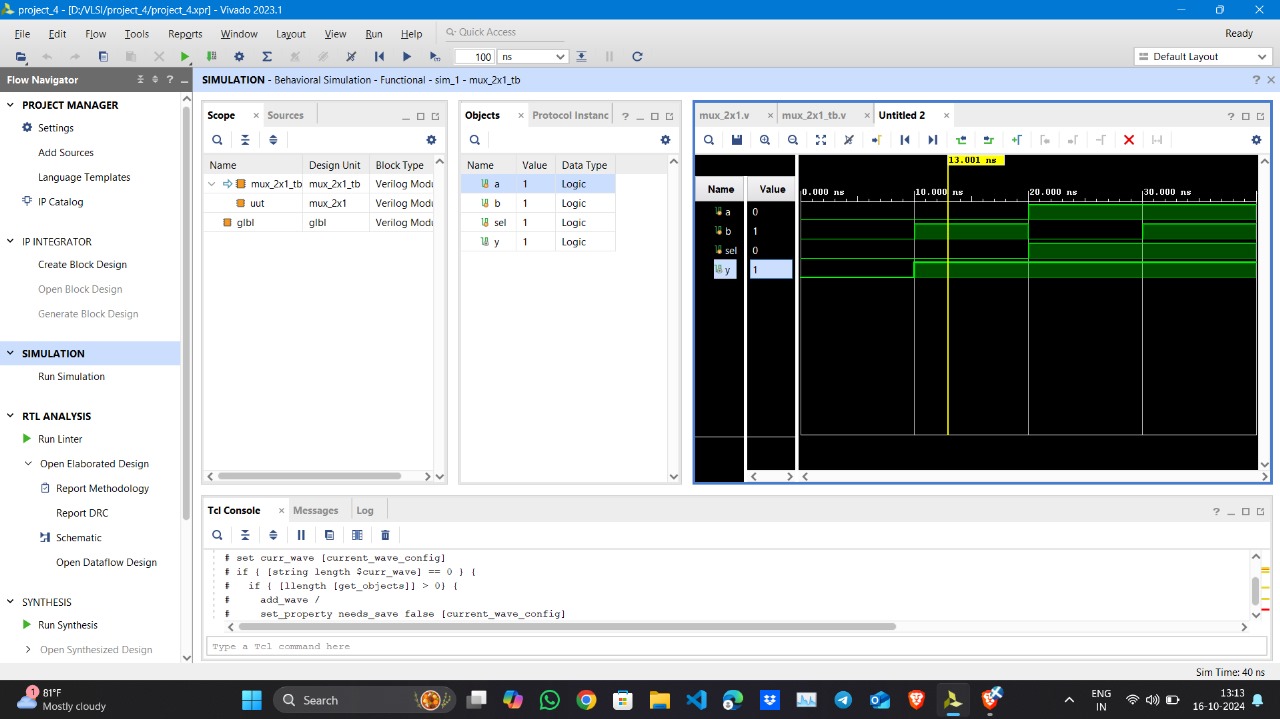 project_4 - [D:/VLSI/project_4/project_4.xpr] - Vivado 2023.1
File Edit Flow Tools Reports Window Layout View Run Help Quick Access Ready
100 ns Default Layout
Flow Navigator
SIMULATION - Behavioral Simulation - Functional - sim_1 - mux_2x1_tb
PROJECT MANAGER
Settings
Add Sources
Language Templates
IP Catalog
IP INTEGRATOR
Create Block Design
Open Block Design
Generate Block Design
SIMULATION
Run Simulation
RTL ANALYSIS
Run Linter
Open Elaborated Design
Report Methodology
Report DRC
Schematic
Open Dataflow Design
SYNTHESIS
Run Synthesis
Open Synthesized Design
Scope Sources
Name Design Unit Block Type
mux_2x1_tb mux_2x1_tb Verilog Modu
uut mux_2x1 Verilog Modu
glbl glbl Verilog Modu
Objects Protocol Instanc
Name Value Data Type
a 1 Logic
b 1 Logic
sel 1 Logic
y 1 Logic
mux_2x1.v mux_2x1_tb.v Untitled 2
13.001 ns
Name Value 0.000 ns 10.000 ns 20.000 ns 30.000 ns
a 0
b 1
sel 0
y 1
Tcl Console Messages Log
# set curr_wave [current_wave_config]
# if { [string length $curr_wave] == 0 } {
# if { [llength [get_objects]] > 0} {
# add_wave /
# set_property needs_save false [current_wave_config]
Type a Tcl command here
Sim Time: 40 ns
1
81°F
Mostly cloudy
Search
ENG
IN
13:13
16-10-2024